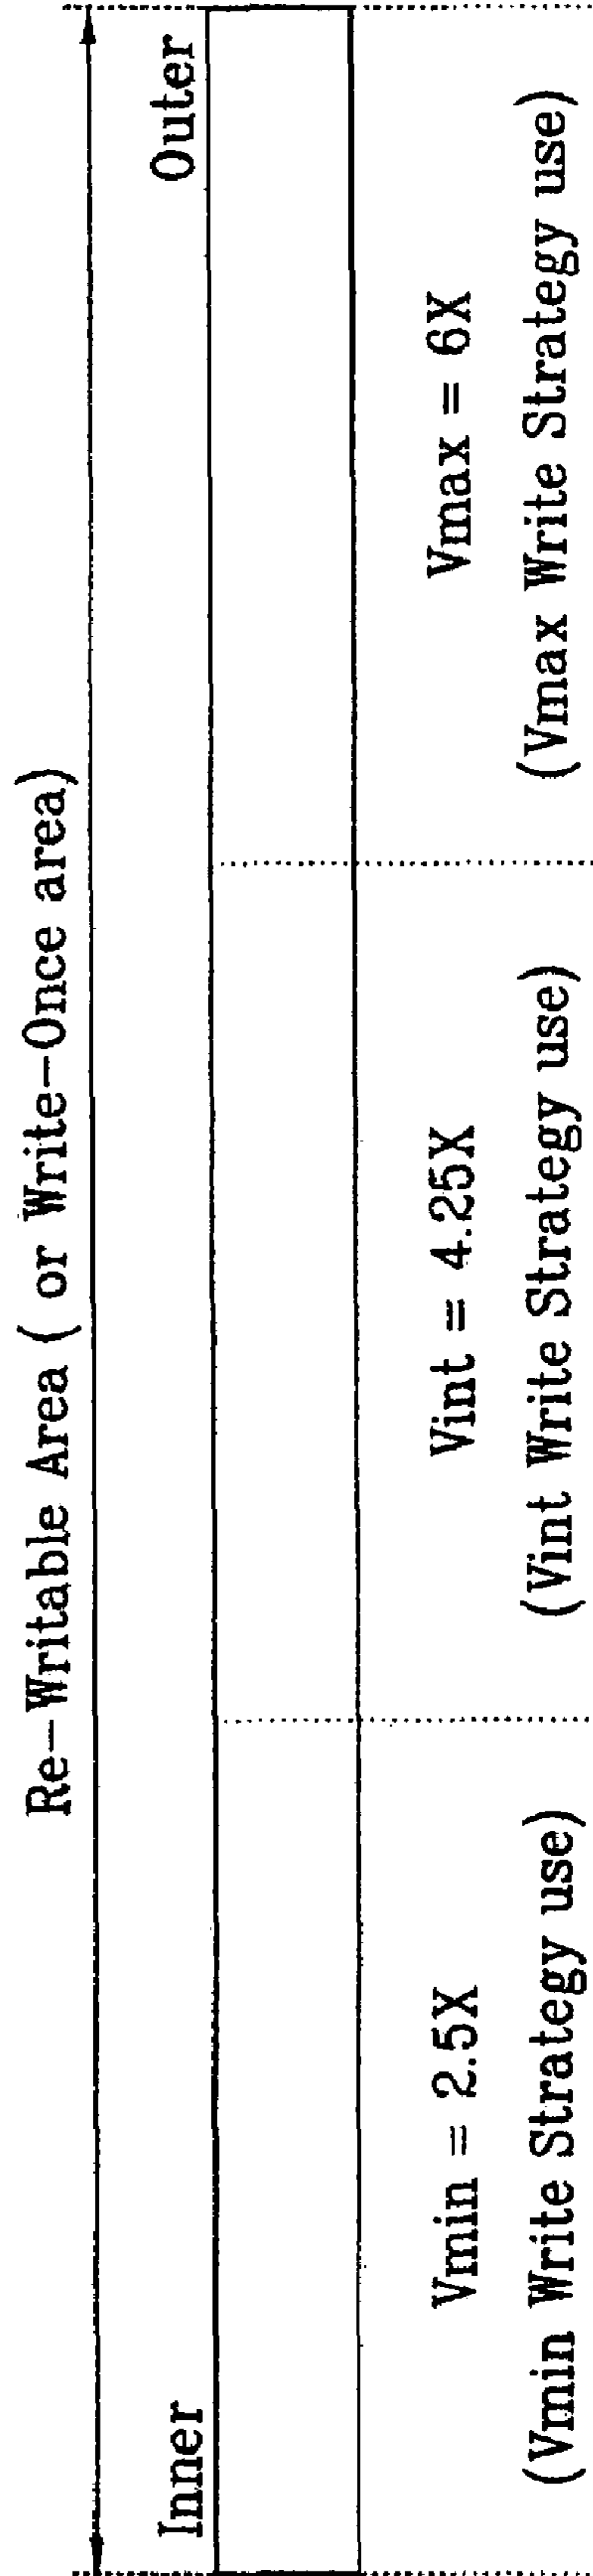 Re-Writable Area ( or Write-Once area)
Inner
Outer
Vmin = 2.5X
(Vmin Write Strategy use)
Vint = 4.25X
(Vint Write Strategy use)
Vmax = 6X
(Vmax Write Strategy use)